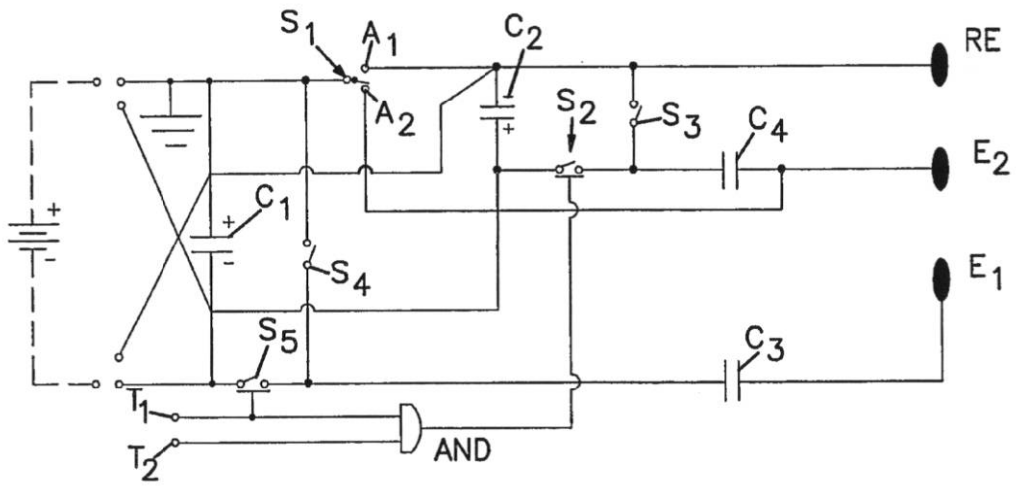 S1
A1
C2
RE
A2
S2
S3
C4
E2
+
-
+
C1
-
-
+
S4
E1
S5
C3
T1
T2
AND